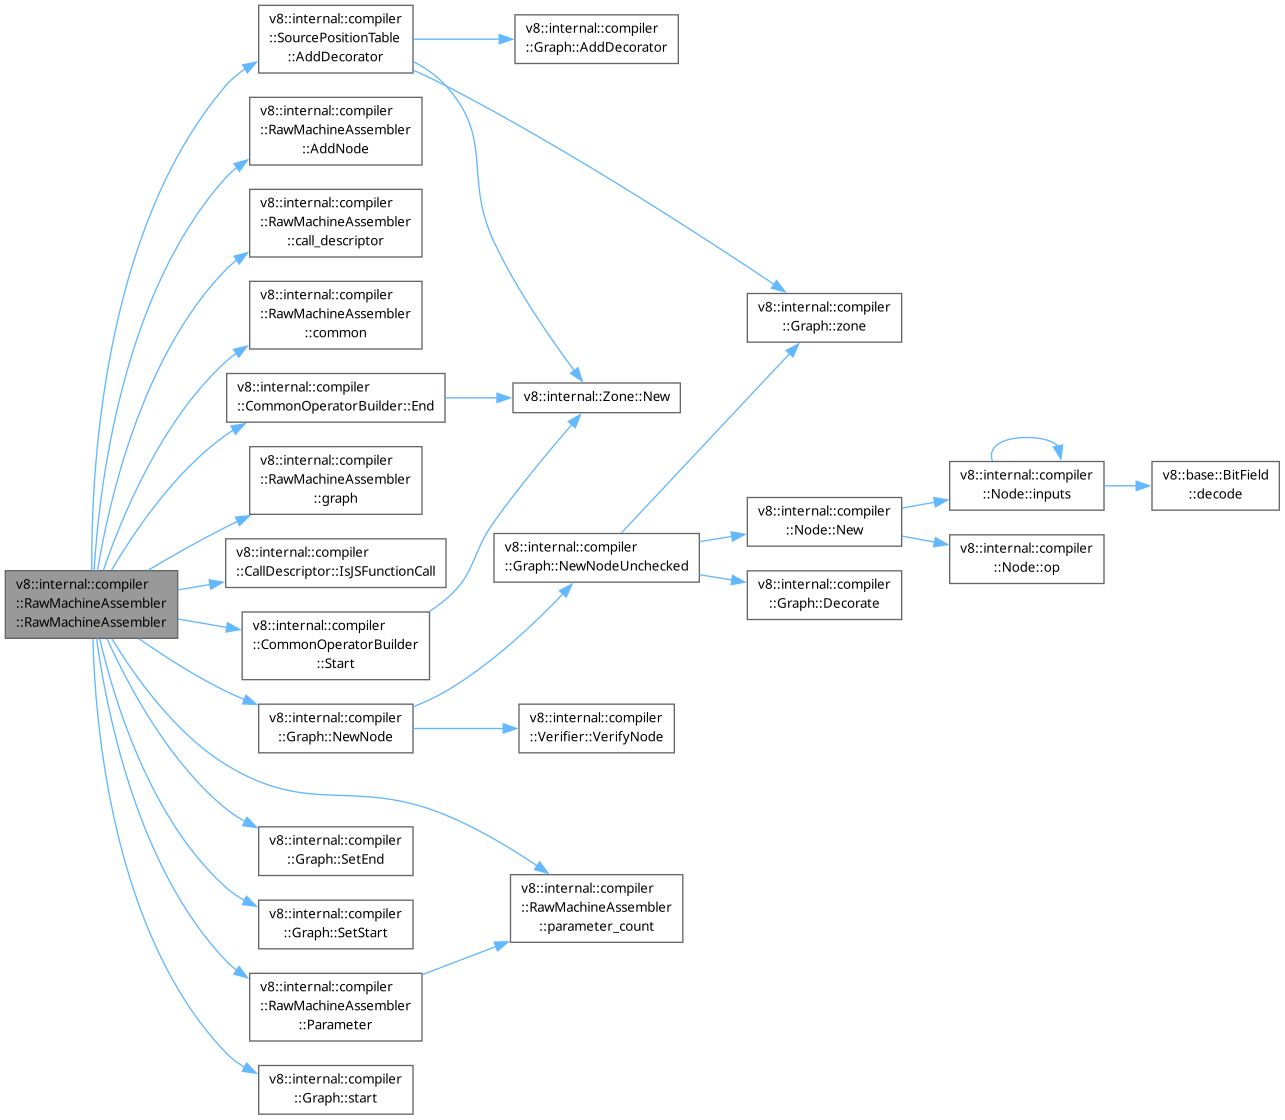 v8::internal::compiler
::RawMachineAssembler
::RawMachineAssembler
v8::internal::compiler
::SourcePositionTable
::AddDecorator
v8::internal::compiler
::Graph::AddDecorator
v8::internal::compiler
::RawMachineAssembler
::AddNode
v8::internal::compiler
::RawMachineAssembler
::call_descriptor
v8::internal::compiler
::RawMachineAssembler
::common
v8::internal::compiler
::CommonOperatorBuilder::End
v8::internal::compiler
::RawMachineAssembler
::graph
v8::internal::compiler
::CallDescriptor::IsJSFunctionCall
v8::internal::compiler
::CommonOperatorBuilder
::Start
v8::internal::compiler
::Graph::NewNode
v8::internal::compiler
::Graph::SetEnd
v8::internal::compiler
::Graph::SetStart
v8::internal::compiler
::RawMachineAssembler
::Parameter
v8::internal::compiler
::Graph::start
v8::internal::Zone::New
v8::internal::compiler
::Graph::NewNodeUnchecked
v8::internal::compiler
::Verifier::VerifyNode
v8::internal::compiler
::RawMachineAssembler
::parameter_count
v8::internal::compiler
::Graph::zone
v8::internal::compiler
::Node::New
v8::internal::compiler
::Graph::Decorate
v8::internal::compiler
::Node::inputs
v8::internal::compiler
::Node::op
v8::base::BitField
::decode